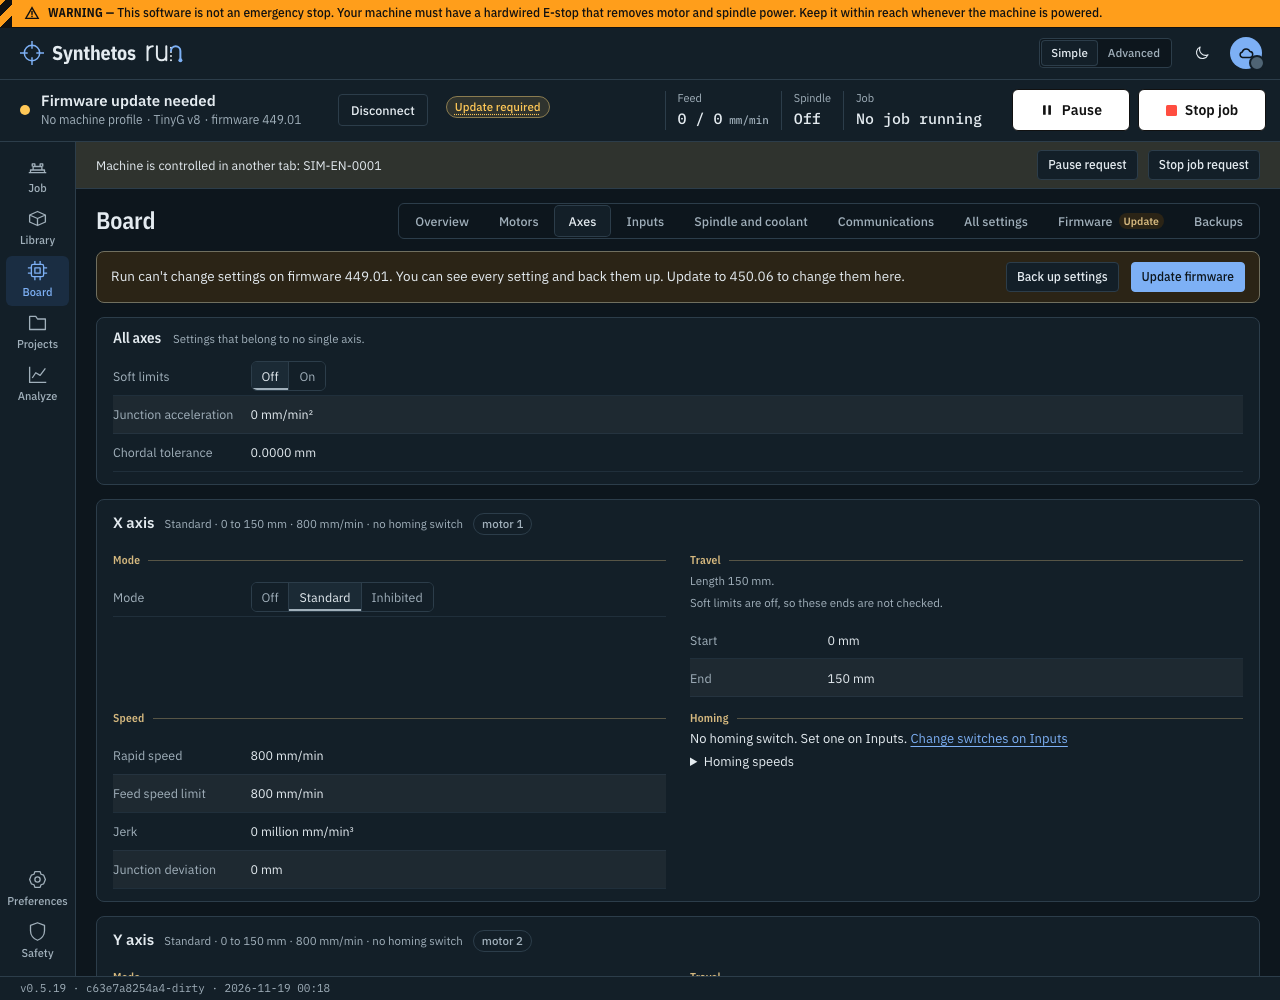 WARNING — This software is not an emergency stop. Your machine must have a hardwired E-stop that removes motor and spindle power. Keep it within reach whenever the machine is powered.
Synthetos run
Simple Advanced
Firmware update needed
No machine profile · TinyG v8 · firmware 449.01
Disconnect
Update required
Feed
0 / 0 mm/min
Spindle
Off
Job
No job running
Pause
Stop job
Machine is controlled in another tab: SIM-EN-0001
Pause request
Stop job request
Job
Library
Board
Projects
Analyze
Preferences
Safety
Board
Overview Motors Axes Inputs Spindle and coolant Communications All settings Firmware Update Backups
Run can't change settings on firmware 449.01. You can see every setting and back them up. Update to 450.06 to change them here.
Back up settings
Update firmware
All axes Settings that belong to no single axis.
Soft limits Off On
Junction acceleration 0 mm/min²
Chordal tolerance 0.0000 mm
X axis Standard · 0 to 150 mm · 800 mm/min · no homing switch motor 1
Mode
Mode Off Standard Inhibited
Travel
Length 150 mm.
Soft limits are off, so these ends are not checked.
Start 0 mm
End 150 mm
Speed
Rapid speed 800 mm/min
Feed speed limit 800 mm/min
Jerk 0 million mm/min³
Junction deviation 0 mm
Homing
No homing switch. Set one on Inputs. Change switches on Inputs
Homing speeds
Y axis Standard · 0 to 150 mm · 800 mm/min · no homing switch motor 2
Mode
Travel
v0.5.19 · c63e7a8254a4-dirty · 2026-11-19 00:18